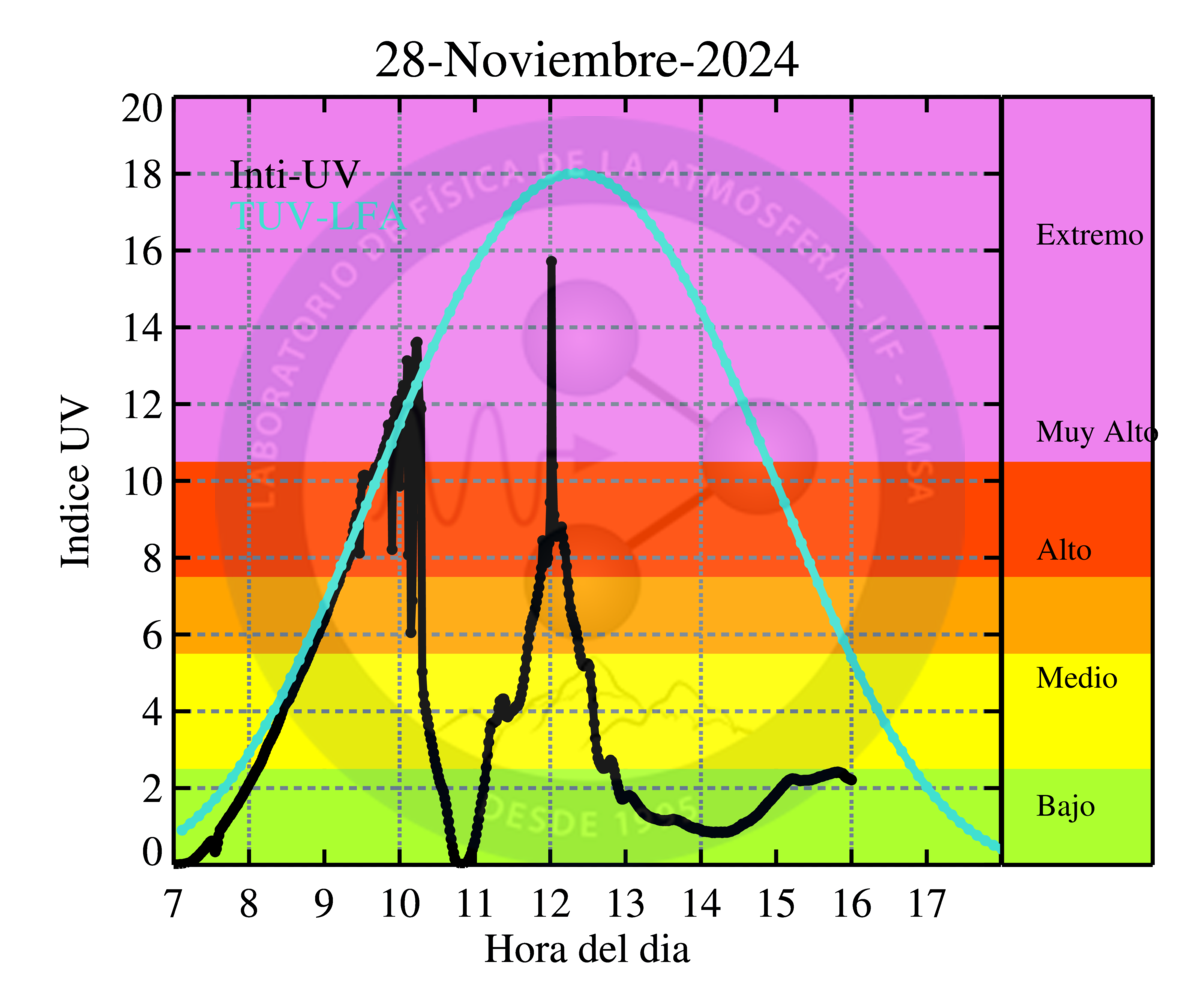 28-Noviembre-2024
Inti-UV
TUV-LFA
LABORATORIO DE FÍSICA DE LA ATMÓSFERA - IIF - UMSA
DESDE 1995
Indice UV
20
18
16
14
12
10
8
6
4
2
0
Extremo
Muy Alto
Alto
Medio
Bajo
7 8 9 10 11 12 13 14 15 16 17
Hora del dia